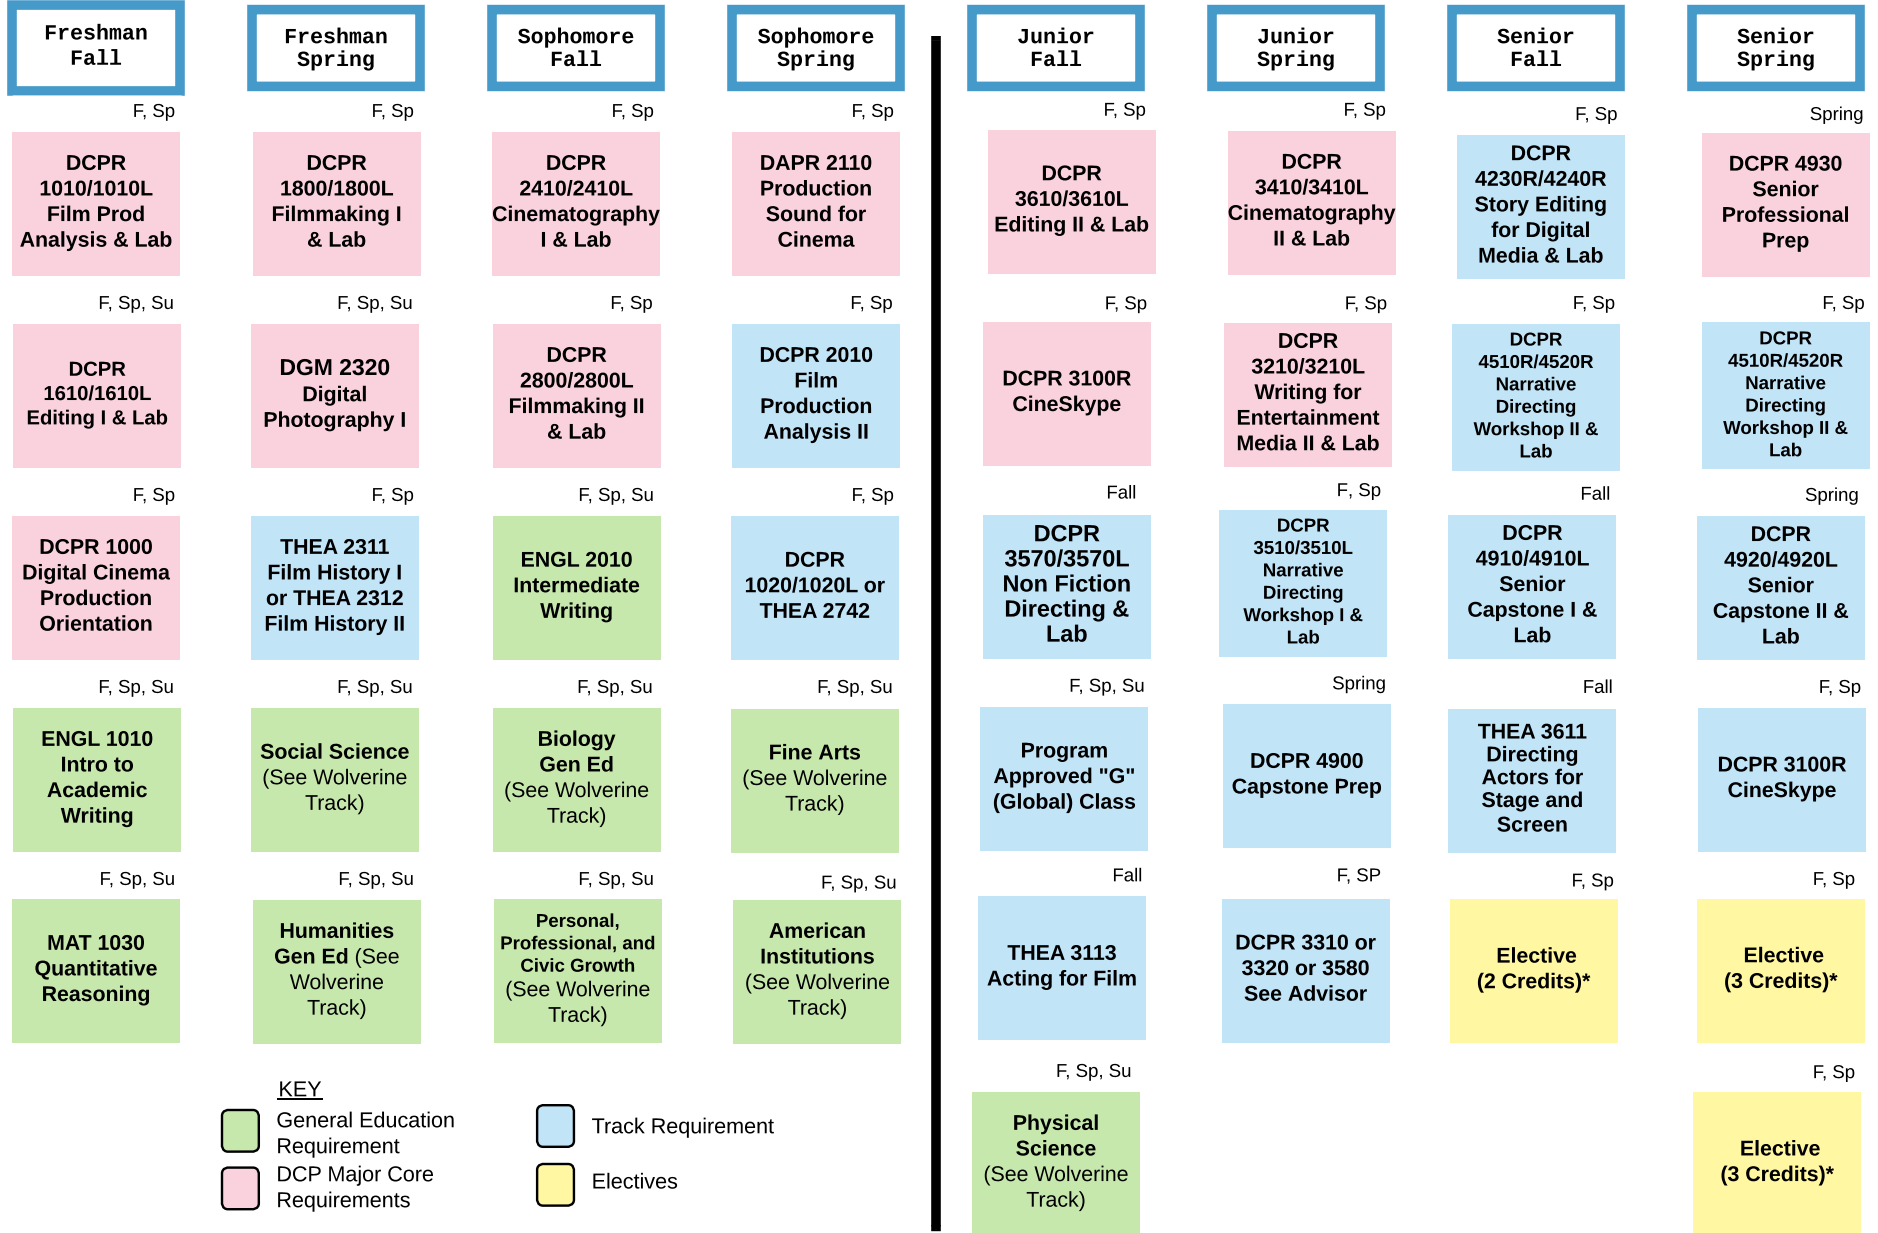 Freshman
Fall
F, Sp
DCPR
1010/1010L
Film Prod
Analysis & Lab
F, Sp, Su
DCPR
1610/1610L
Editing I & Lab
F, Sp
DCPR 1000
Digital Cinema
Production
Orientation
F, Sp, Su
ENGL 1010
Intro to
Academic
Writing
F, Sp, Su
MAT 1030
Quantitative
Reasoning
Freshman
Spring
F, Sp
DCPR
1800/1800L
Filmmaking I
& Lab
F, Sp, Su
DGM 2320
Digital
Photography I
F, Sp
THEA 2311
Film History I
or THEA 2312
Film History II
F, Sp, Su
Social Science
(See Wolverine
Track)
F, Sp, Su
Humanities
Gen Ed (See
Wolverine
Track)
Sophomore
Fall
F, Sp
DCPR
2410/2410L
Cinematography
I & Lab
F, Sp
DCPR
2800/2800L
Filmmaking II
& Lab
F, Sp, Su
ENGL 2010
Intermediate
Writing
F, Sp, Su
Biology
Gen Ed
(See Wolverine
Track)
F, Sp, Su
Personal,
Professional, and
Civic Growth
(See Wolverine
Track)
Sophomore
Spring
F, Sp
DAPR 2110
Production
Sound for
Cinema
F, Sp
DCPR 2010
Film
Production
Analysis II
F, Sp
DCPR
1020/1020L or
THEA 2742
F, Sp, Su
Fine Arts
(See Wolverine
Track)
F, Sp, Su
American
Institutions
(See Wolverine
Track)
Junior
Fall
F, Sp
DCPR
3610/3610L
Editing II & Lab
F, Sp
DCPR 3100R
CineSkype
Fall
DCPR
3570/3570L
Non Fiction
Directing &
Lab
F, Sp, Su
Program
Approved "G"
(Global) Class
Fall
THEA 3113
Acting for Film
F, Sp, Su
Physical
Science
(See Wolverine
Track)
Junior
Spring
F, Sp
DCPR
3410/3410L
Cinematography
II & Lab
F, Sp
DCPR
3210/3210L
Writing for
Entertainment
Media II & Lab
F, Sp
DCPR
3510/3510L
Narrative
Directing
Workshop I &
Lab
Spring
DCPR 4900
Capstone Prep
F, SP
DCPR 3310 or
3320 or 3580
See Advisor
Senior
Fall
F, Sp
DCPR
4230R/4240R
Story Editing
for Digital
Media & Lab
F, Sp
DCPR
4510R/4520R
Narrative
Directing
Workshop II &
Lab
Fall
DCPR
4910/4910L
Senior
Capstone I &
Lab
Fall
THEA 3611
Directing
Actors for
Stage and
Screen
F, Sp
Elective
(2 Credits)*
Senior
Spring
Spring
DCPR 4930
Senior
Professional
Prep
F, Sp
DCPR
4510R/4520R
Narrative
Directing
Workshop II &
Lab
Spring
DCPR
4920/4920L
Senior
Capstone II &
Lab
F, Sp
DCPR 3100R
CineSkype
F, Sp
Elective
(3 Credits)*
F, Sp
Elective
(3 Credits)*
KEY
General Education
Requirement
DCP Major Core
Requirements
Track Requirement
Electives